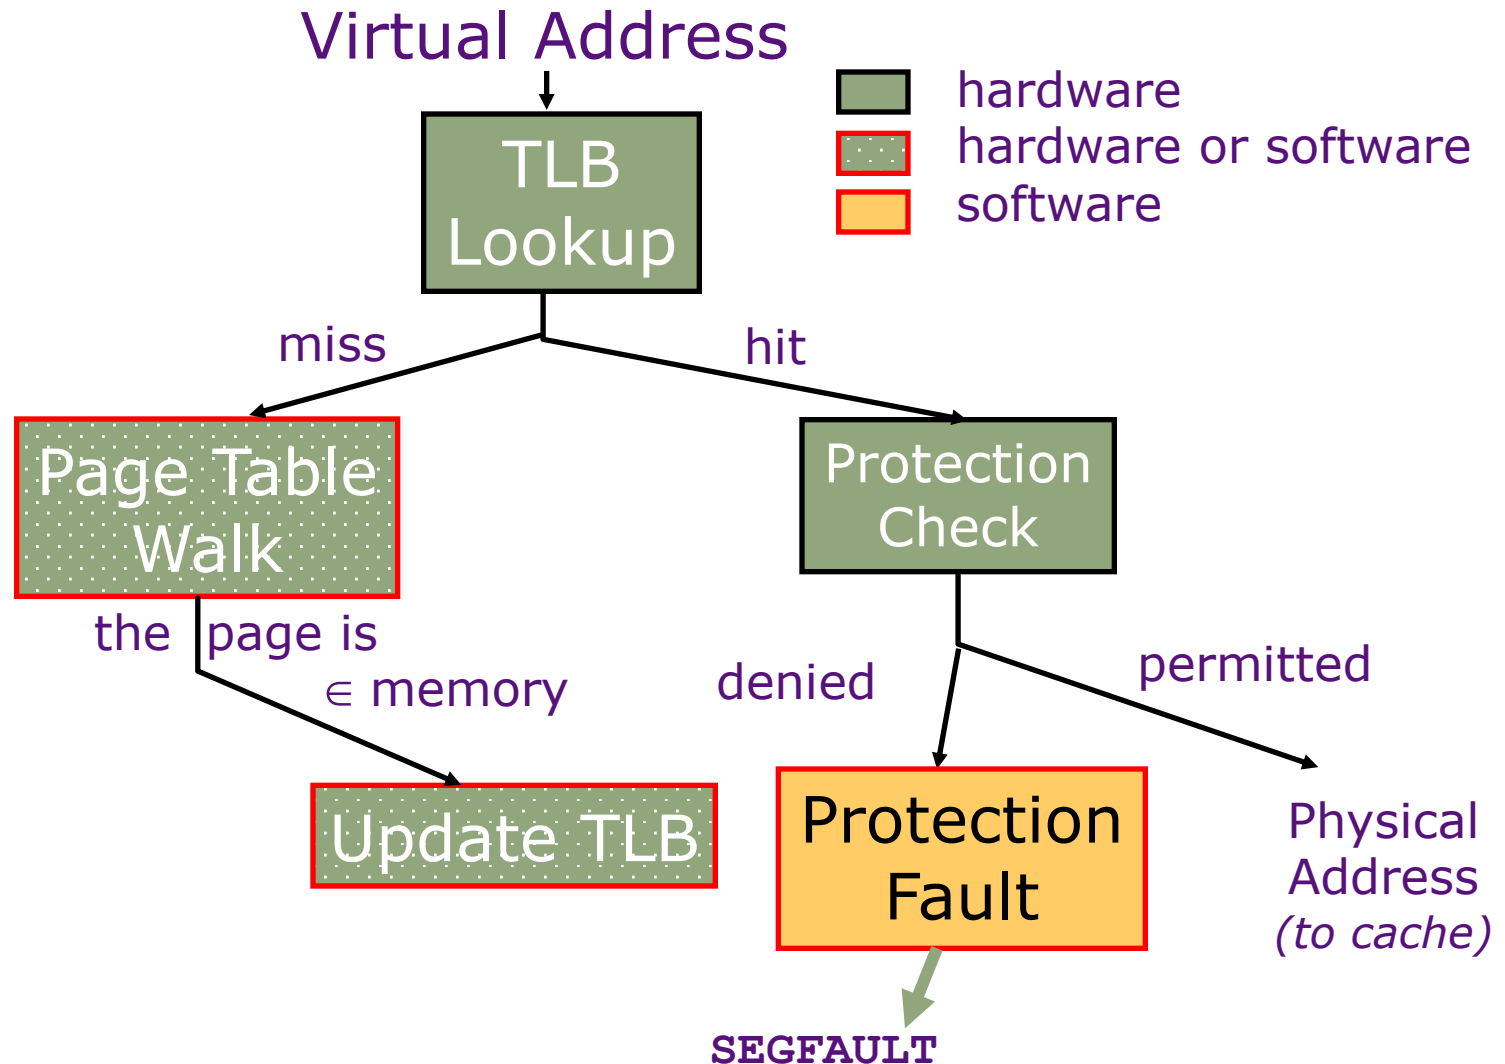 Virtual Address
hardware
hardware or software
software
TLB
Lookup
miss
hit
Page Table
Walk
Protection
Check
the page is
∈ memory
denied
permitted
Update TLB
Protection
Fault
Physical
Address
(to cache)
SEGFAULT